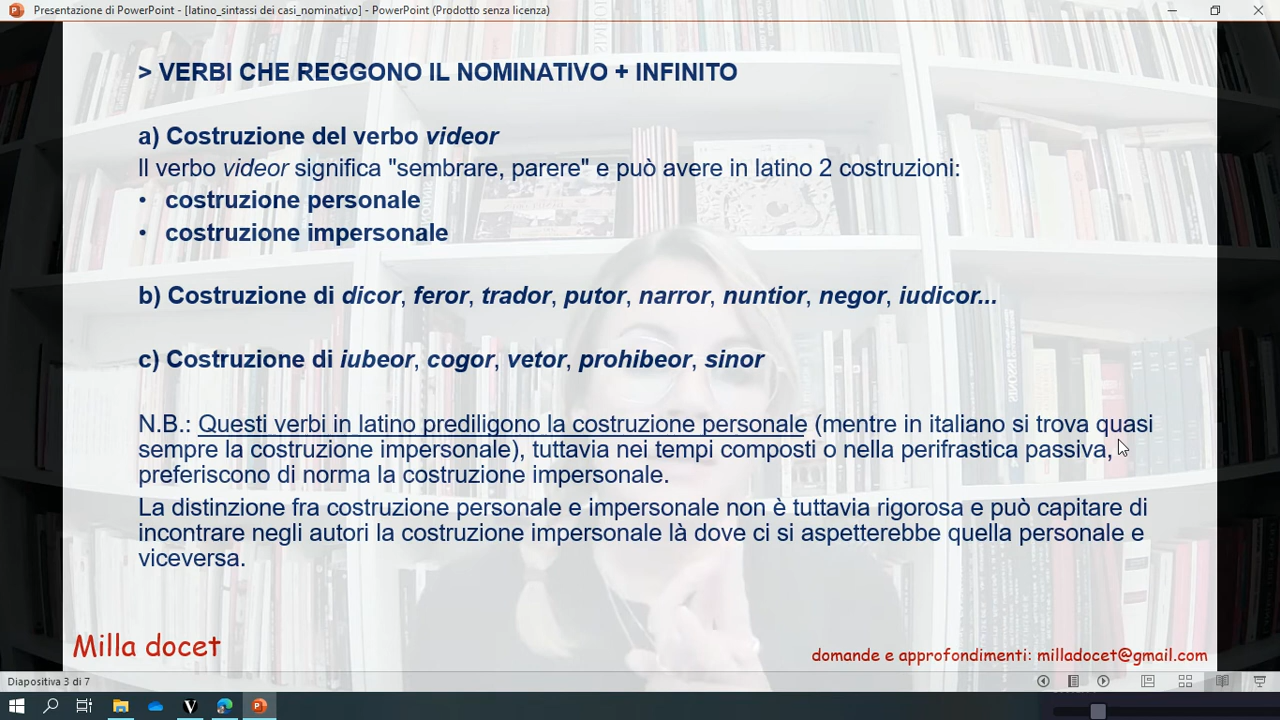 Presentazione di PowerPoint - [latino_sintassi dei casi_nominativo] - PowerPoint (Prodotto senza licenza)
> VERBI CHE REGGONO IL NOMINATIVO + INFINITO
a) Costruzione del verbo videor
Il verbo videor significa "sembrare, parere" e può avere in latino 2 costruzioni:
• costruzione personale
• costruzione impersonale
b) Costruzione di dicor, feror, trador, putor, narror, nuntior, negor, iudicor...
c) Costruzione di iubeor, cogor, vetor, prohibeor, sinor
N.B.: Questi verbi in latino prediligono la costruzione personale (mentre in italiano si trova quasi
sempre la costruzione impersonale), tuttavia nei tempi composti o nella perifrastica passiva,
preferiscono di norma la costruzione impersonale.
La distinzione fra costruzione personale e impersonale non è tuttavia rigorosa e può capitare di
incontrare negli autori la costruzione impersonale là dove ci si aspetterebbe quella personale e
viceversa.
Milla docet
domande e approfondimenti: milladocet@gmail.com
Diapositiva 3 di 7